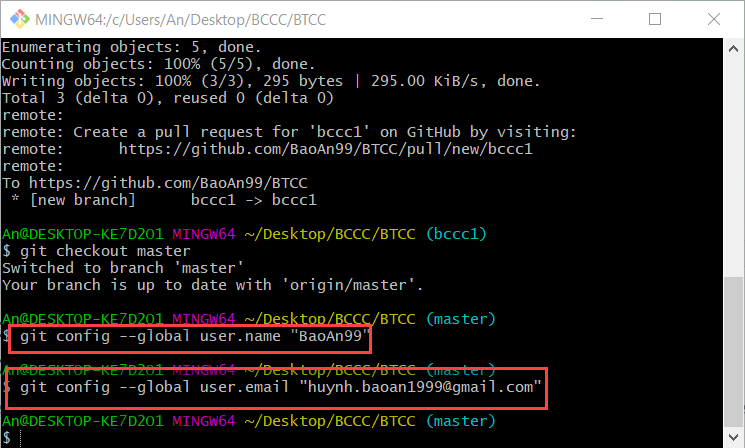 MINGW64:/c/Users/An/Desktop/BCCC/BTCC
Enumerating objects: 5, done.
Counting objects: 100% (5/5), done.
Writing objects: 100% (3/3), 295 bytes | 295.00 KiB/s, done.
Total 3 (delta 0), reused 0 (delta 0)
remote:
remote: Create a pull request for 'bccc1' on GitHub by visiting:
remote:      https://github.com/BaoAn99/BTCC/pull/new/bccc1
remote:
To https://github.com/BaoAn99/BTCC
 * [new branch]      bccc1 -> bccc1
An@DESKTOP-KE7D2O1 MINGW64 ~/Desktop/BCCC/BTCC (bccc1)
$ git checkout master
Switched to branch 'master'
Your branch is up to date with 'origin/master'.
An@DESKTOP-KE7D2O1 MINGW64 ~/Desktop/BCCC/BTCC (master)
$ git config --global user.name "BaoAn99"
An@DESKTOP-KE7D2O1 MINGW64 ~/Desktop/BCCC/BTCC (master)
$ git config --global user.email "huynh.baoan1999@gmail.com"
An@DESKTOP-KE7D2O1 MINGW64 ~/Desktop/BCCC/BTCC (master)
$